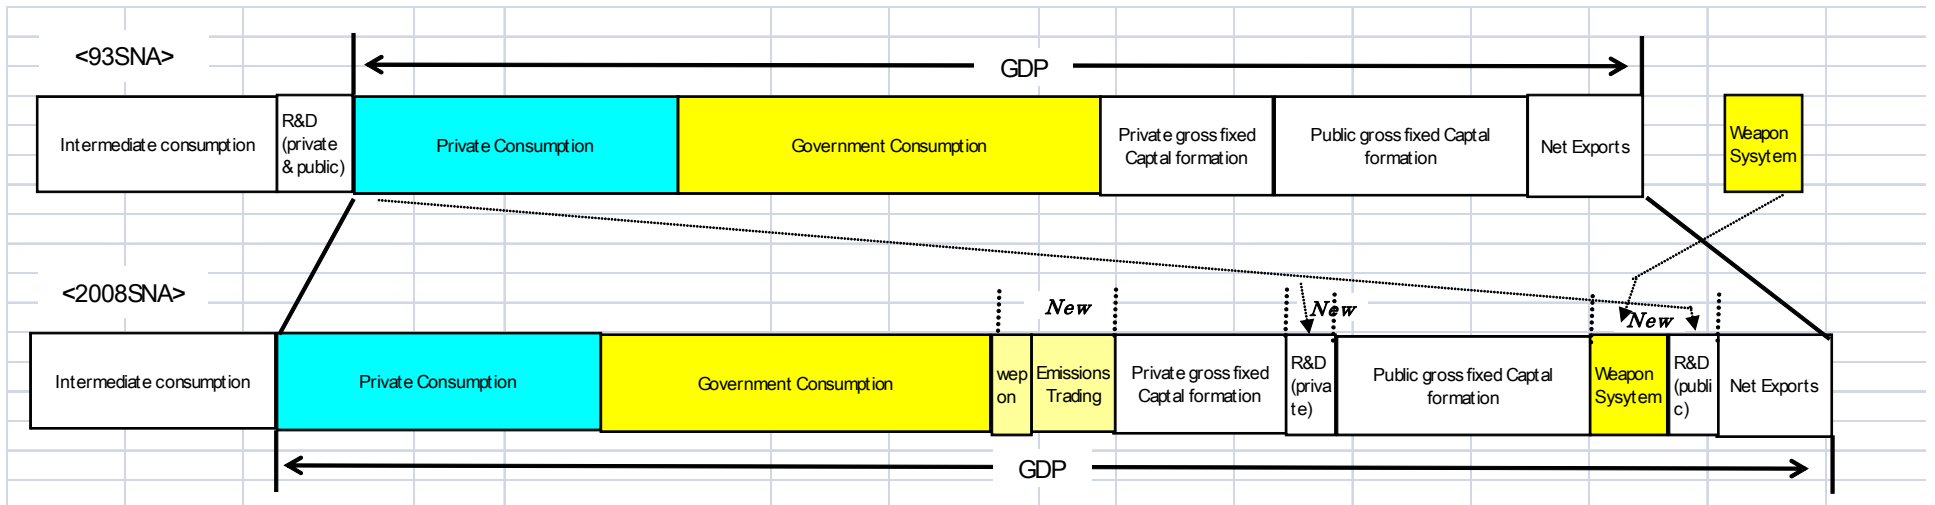 <93SNA>
GDP
Intermediate consumption
R&D
(private
& public)
Private Consumption
Government Consumption
Private gross fixed
Captal formation
Public gross fixed Captal
formation
Net Exports
Weapon
Sysytem
<2008SNA>
New
New
New
Intermediate consumption
Private Consumption
Government Consumption
wep
on
Emissions
Trading
Private gross fixed
Captal formation
R&D
(priva
te)
Public gross fixed Captal
formation
Weapon
Sysytem
R&D
(publi
c)
Net Exports
GDP